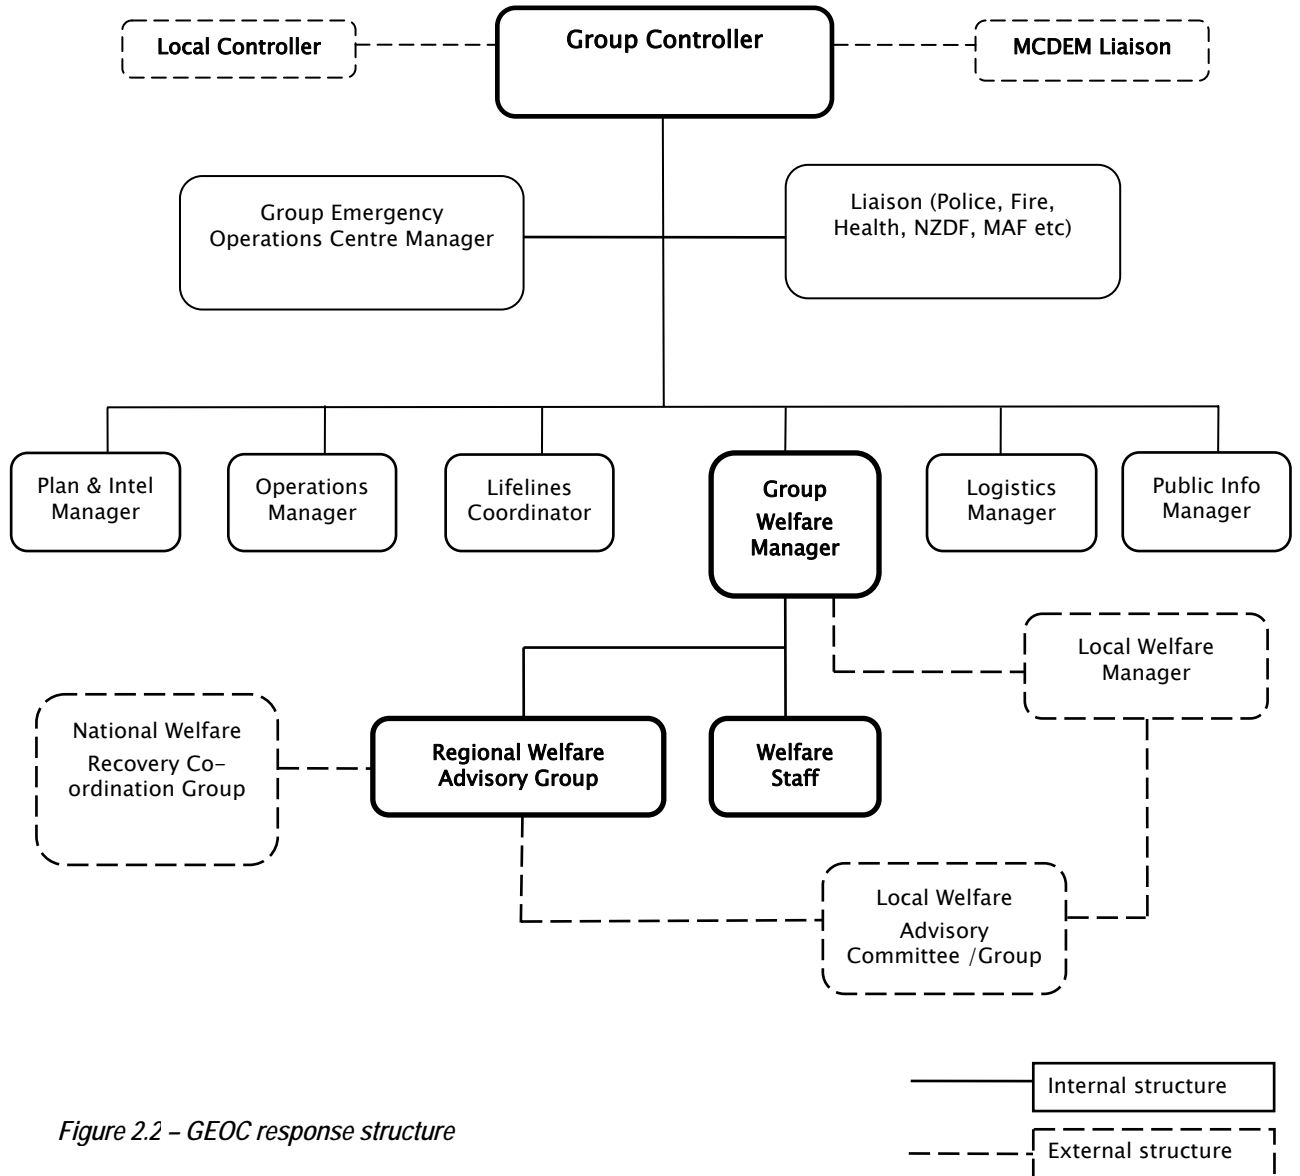 Local Controller
Group Controller
MCDEM Liaison
Group Emergency
Operations Centre Manager
Liaison (Police, Fire,
Health, NZDF, MAF etc)
Plan & Intel
Manager
Operations
Manager
Lifelines
Coordinator
Group
Welfare
Manager
Logistics
Manager
Public Info
Manager
Local Welfare
Manager
National Welfare
Recovery Co-
ordination Group
Regional Welfare
Advisory Group
Welfare
Staff
Local Welfare
Advisory
Committee /Group
Internal structure
External structure
Figure 2.2 – GEOC response structure